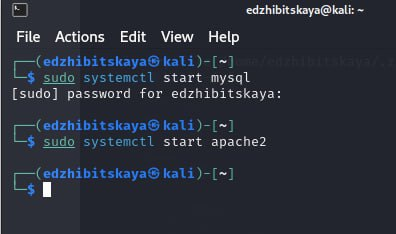 edzhibitskaya@kali: ~
File Actions Edit View Help
┌──(edzhibitskaya㉿kali)-[~]
└─$ sudo systemctl start mysql
[sudo] password for edzhibitskaya:
┌──(edzhibitskaya㉿kali)-[~]
└─$ sudo systemctl start apache2
┌──(edzhibitskaya㉿kali)-[~]
└─$